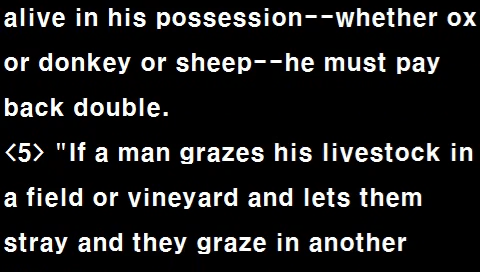 alive in his possession--whether ox
or donkey or sheep--he must pay
back double.
<5> "If a man grazes his livestock in
a field or vineyard and lets them
stray and they graze in another